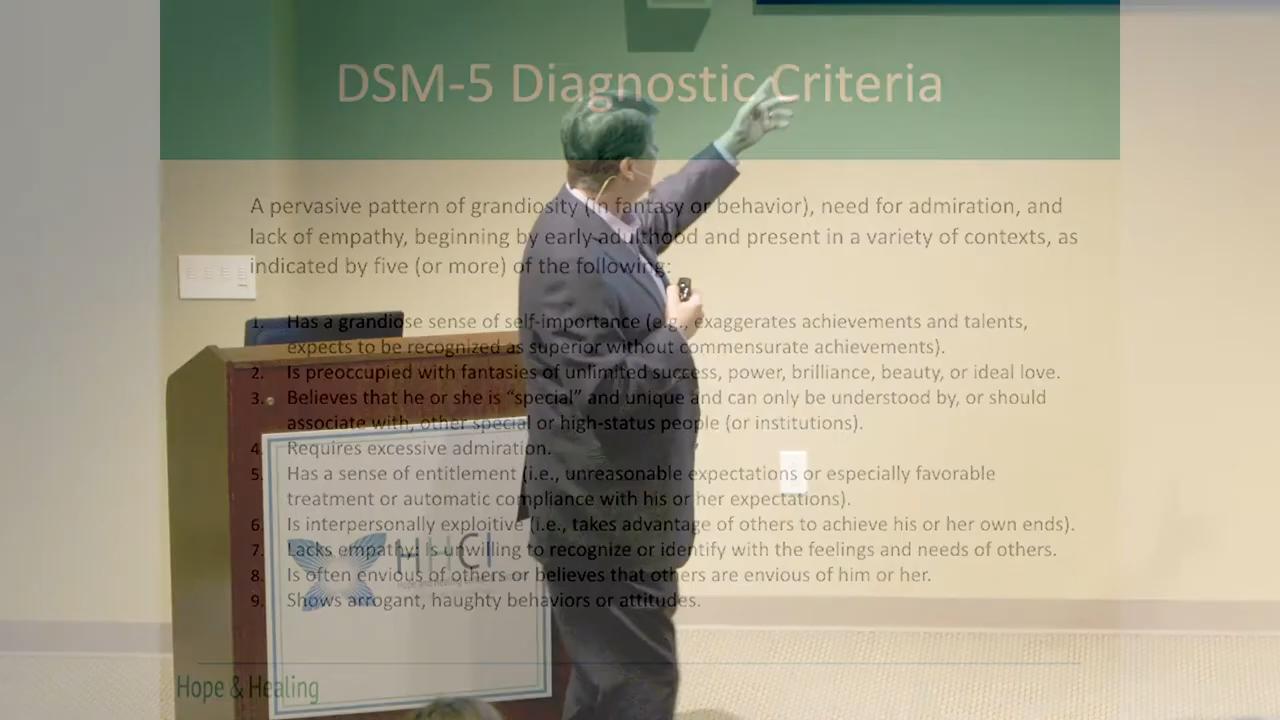 DSM-5 Diagnostic Criteria
A pervasive pattern of grandiosity (in fantasy or behavior), need for admiration, and
lack of empathy, beginning by early adulthood and present in a variety of contexts, as
indicated by five (or more) of the following:
1. Has a grandiose sense of self-importance (e.g., exaggerates achievements and talents,
expects to be recognized as superior without commensurate achievements).
2. Is preoccupied with fantasies of unlimited success, power, brilliance, beauty, or ideal love.
3. Believes that he or she is “special” and unique and can only be understood by, or should
associate with, other special or high-status people (or institutions).
4. Requires excessive admiration.
5. Has a sense of entitlement (i.e., unreasonable expectations or especially favorable
treatment or automatic compliance with his or her expectations).
6. Is interpersonally exploitive (i.e., takes advantage of others to achieve his or her own ends).
7. Lacks empathy: is unwilling to recognize or identify with the feelings and needs of others.
8. Is often envious of others or believes that others are envious of him or her.
9. Shows arrogant, haughty behaviors or attitudes.
HHCI
Hope & Healing